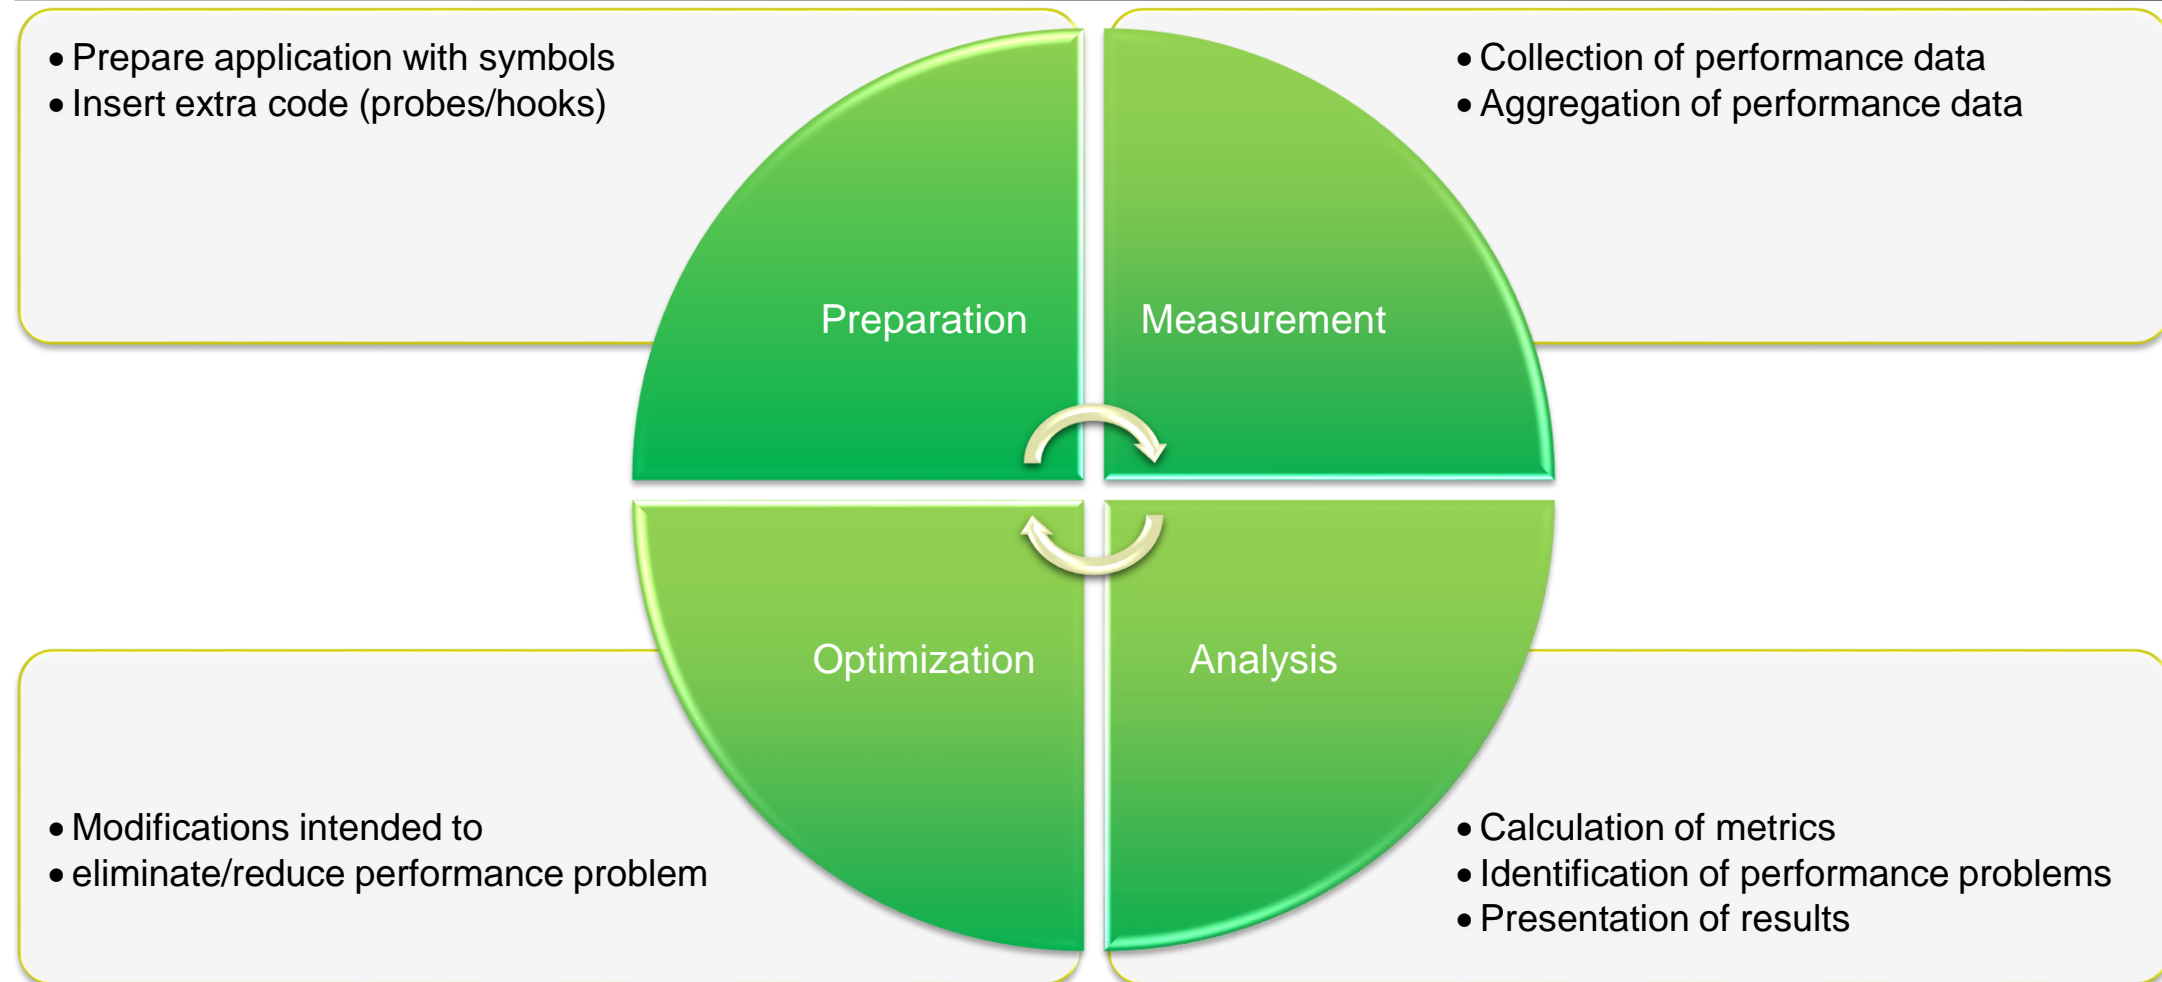 • Prepare application with symbols
• Insert extra code (probes/hooks)
• Collection of performance data
• Aggregation of performance data
Preparation
Measurement
Optimization
Analysis
• Modifications intended to
• eliminate/reduce performance problem
• Calculation of metrics
• Identification of performance problems
• Presentation of results